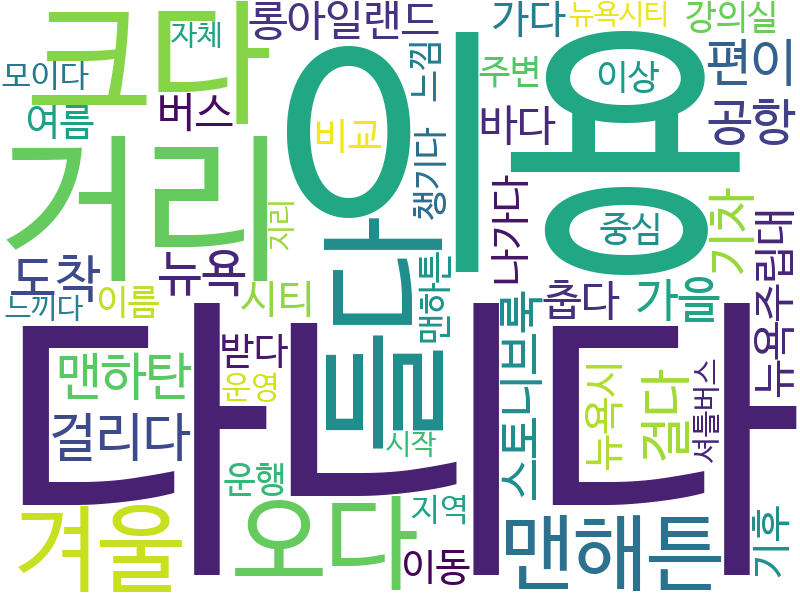 크다
자체
롱아일랜드
가다
뉴욕시티
강의실
모이다
여름
버스
비교
느낌
주변
이상
편이
바다
공항
거리
이용
지리
챙기다
나가다
중심
기차
도착
뉴욕
들다
맨하튼
느끼다
이름
시티
춥다
가을
뉴욕주립대
다니다
맨하탄
받다
운영
스토니브룩
뉴욕시
걸다
셔틀버스
걸리다
시작
운행
지역
겨울
오다
이동
맨해튼
기후